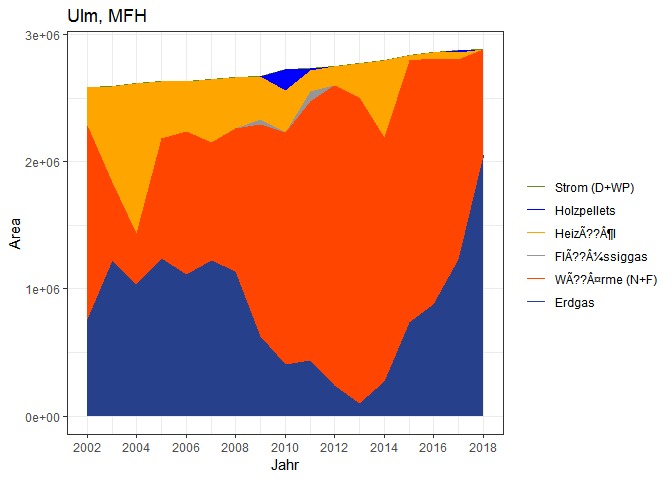 Ulm, MFH
3e+06
2e+06
1e+06
0e+00
Area
2002 2004 2006 2008 2010 2012 2014 2016 2018
Jahr
Strom (D+WP)
Holzpellets
HeizÃ??Â¶l
FlÃ??Â¼ssiggas
WÃ??Â¤rme (N+F)
Erdgas